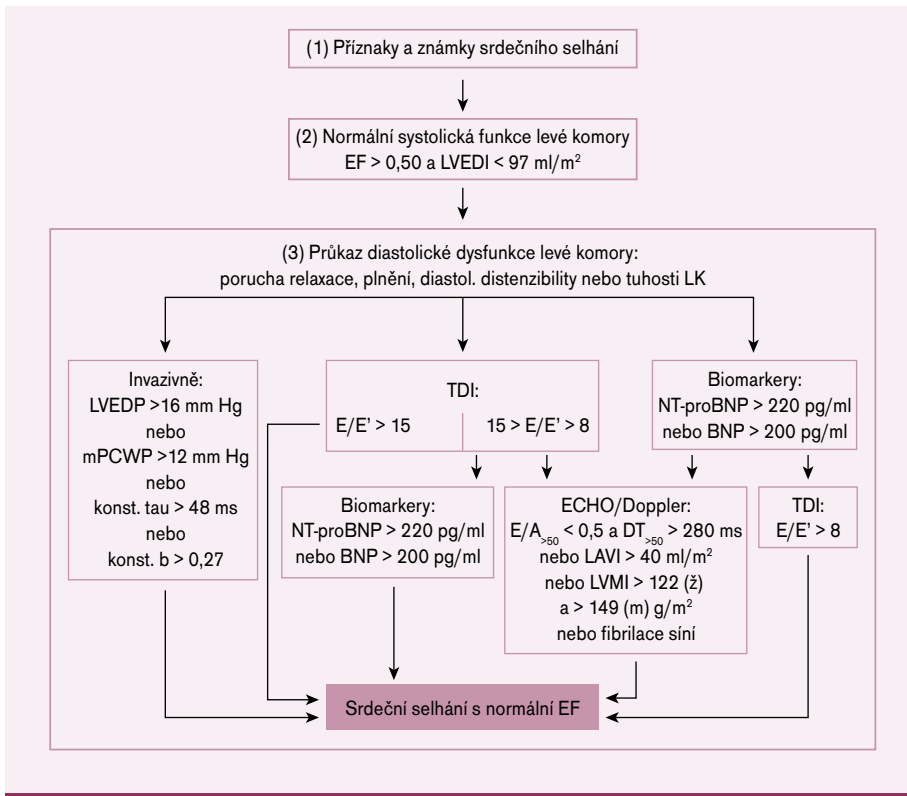 (1) Příznaky a známky srdečního selhání
(2) Normální systolická funkce levé komory
EF > 0,50 a LVEDI < 97 ml/m²
(3) Průkaz diastolické dysfunkce levé komory:
porucha relaxace, plnění, diastol. distenzibility nebo tuhosti LK
Invazivně:
LVEDP >16 mm Hg
nebo
mPCWP >12 mm Hg
nebo
konst. tau > 48 ms
nebo
konst. b > 0,27
TDI:
E/E' > 15
15 > E/E' > 8
Biomarkery:
NT-proBNP > 220 pg/ml
nebo BNP > 200 pg/ml
Biomarkery:
NT-proBNP > 220 pg/ml
nebo BNP > 200 pg/ml
ECHO/Doppler:
E/A>50 < 0,5 a DT>50 > 280 ms
nebo LAVI > 40 ml/m²
nebo LVMI > 122 (ž)
a > 149 (m) g/m²
nebo fibrilace síní
TDI:
E/E' > 8
Srdeční selhání s normální EF